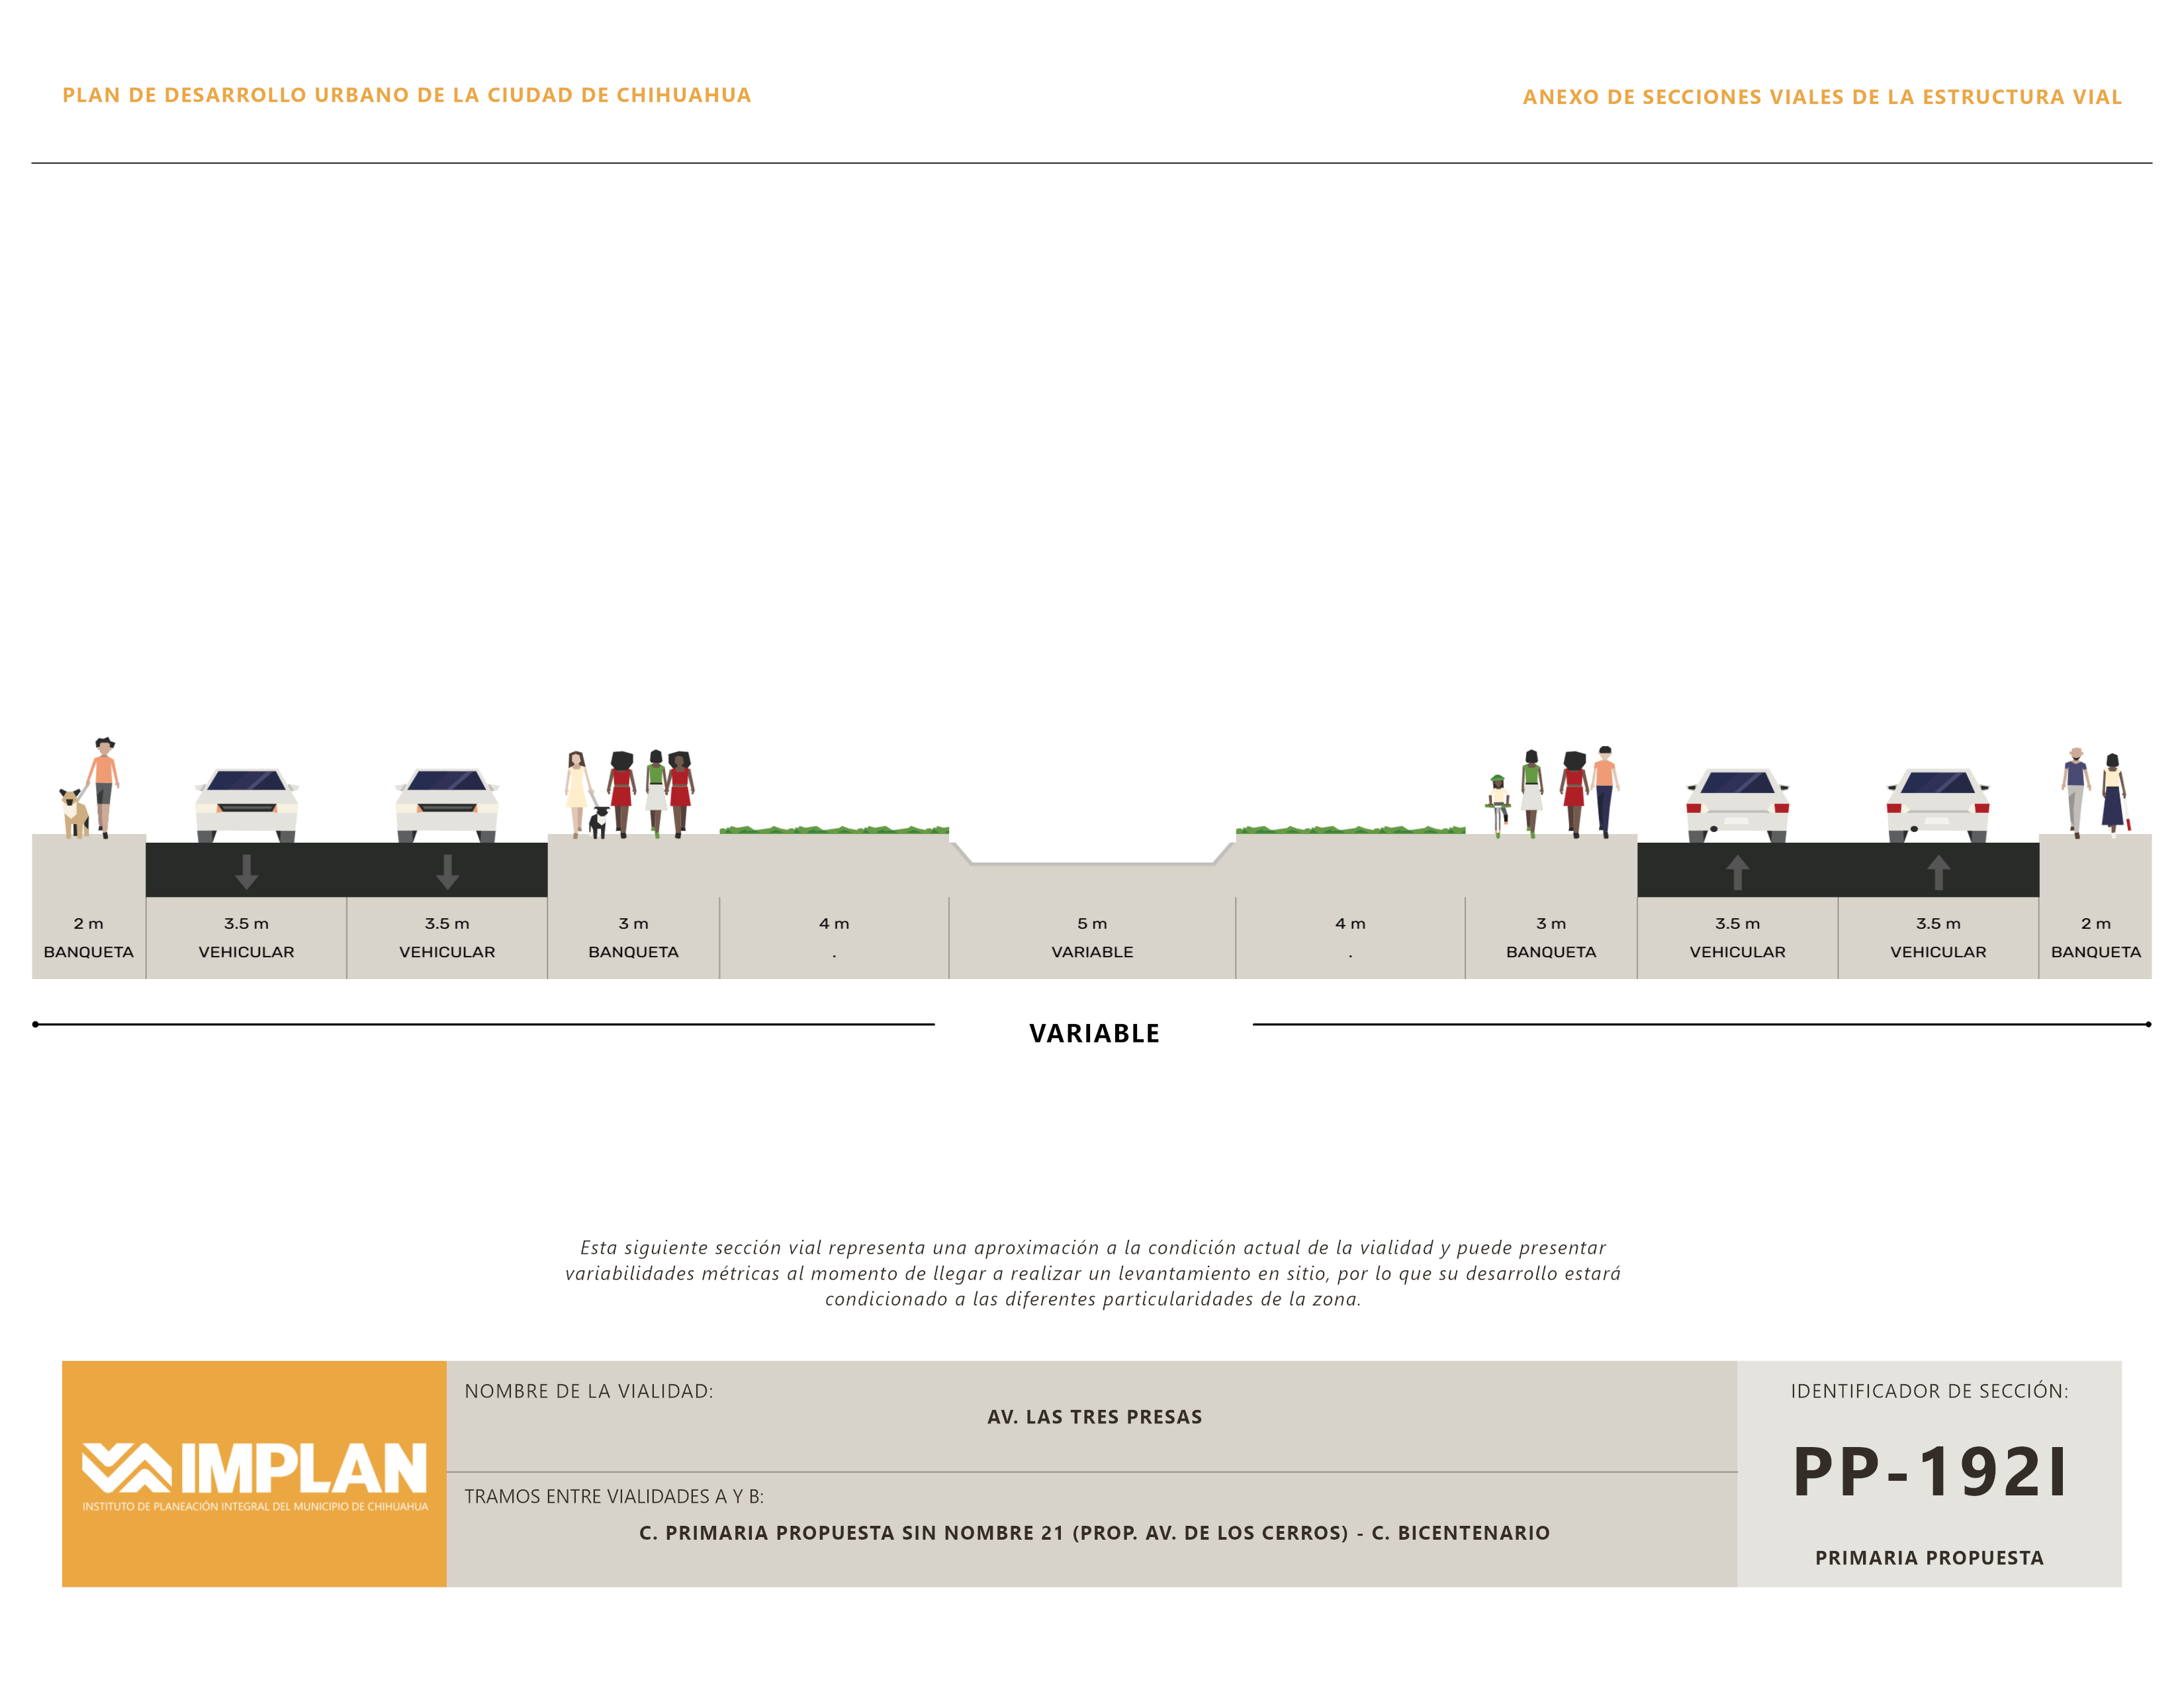 PLAN DE DESARROLLO URBANO DE LA CIUDAD DE CHIHUAHUA
ANEXO DE SECCIONES VIALES DE LA ESTRUCTURA VIAL
2 m 3.5 m 3.5 m 3 m 4 m 5 m 4 m 3 m 3.5 m 3.5 m 2 m
BANQUETA VEHICULAR VEHICULAR BANQUETA . VARIABLE . BANQUETA VEHICULAR VEHICULAR BANQUETA
VARIABLE
Esta siguiente sección vial representa una aproximación a la condición actual de la vialidad y puede presentar
variabilidades métricas al momento de llegar a realizar un levantamiento en sitio, por lo que su desarrollo estará
condicionado a las diferentes particularidades de la zona.
IMPLAN
INSTITUTO DE PLANEACIÓN INTEGRAL DEL MUNICIPIO DE CHIHUAHUA
NOMBRE DE LA VIALIDAD:
AV. LAS TRES PRESAS
TRAMOS ENTRE VIALIDADES A Y B:
C. PRIMARIA PROPUESTA SIN NOMBRE 21 (PROP. AV. DE LOS CERROS) - C. BICENTENARIO
IDENTIFICADOR DE SECCIÓN:
PP-192I
PRIMARIA PROPUESTA